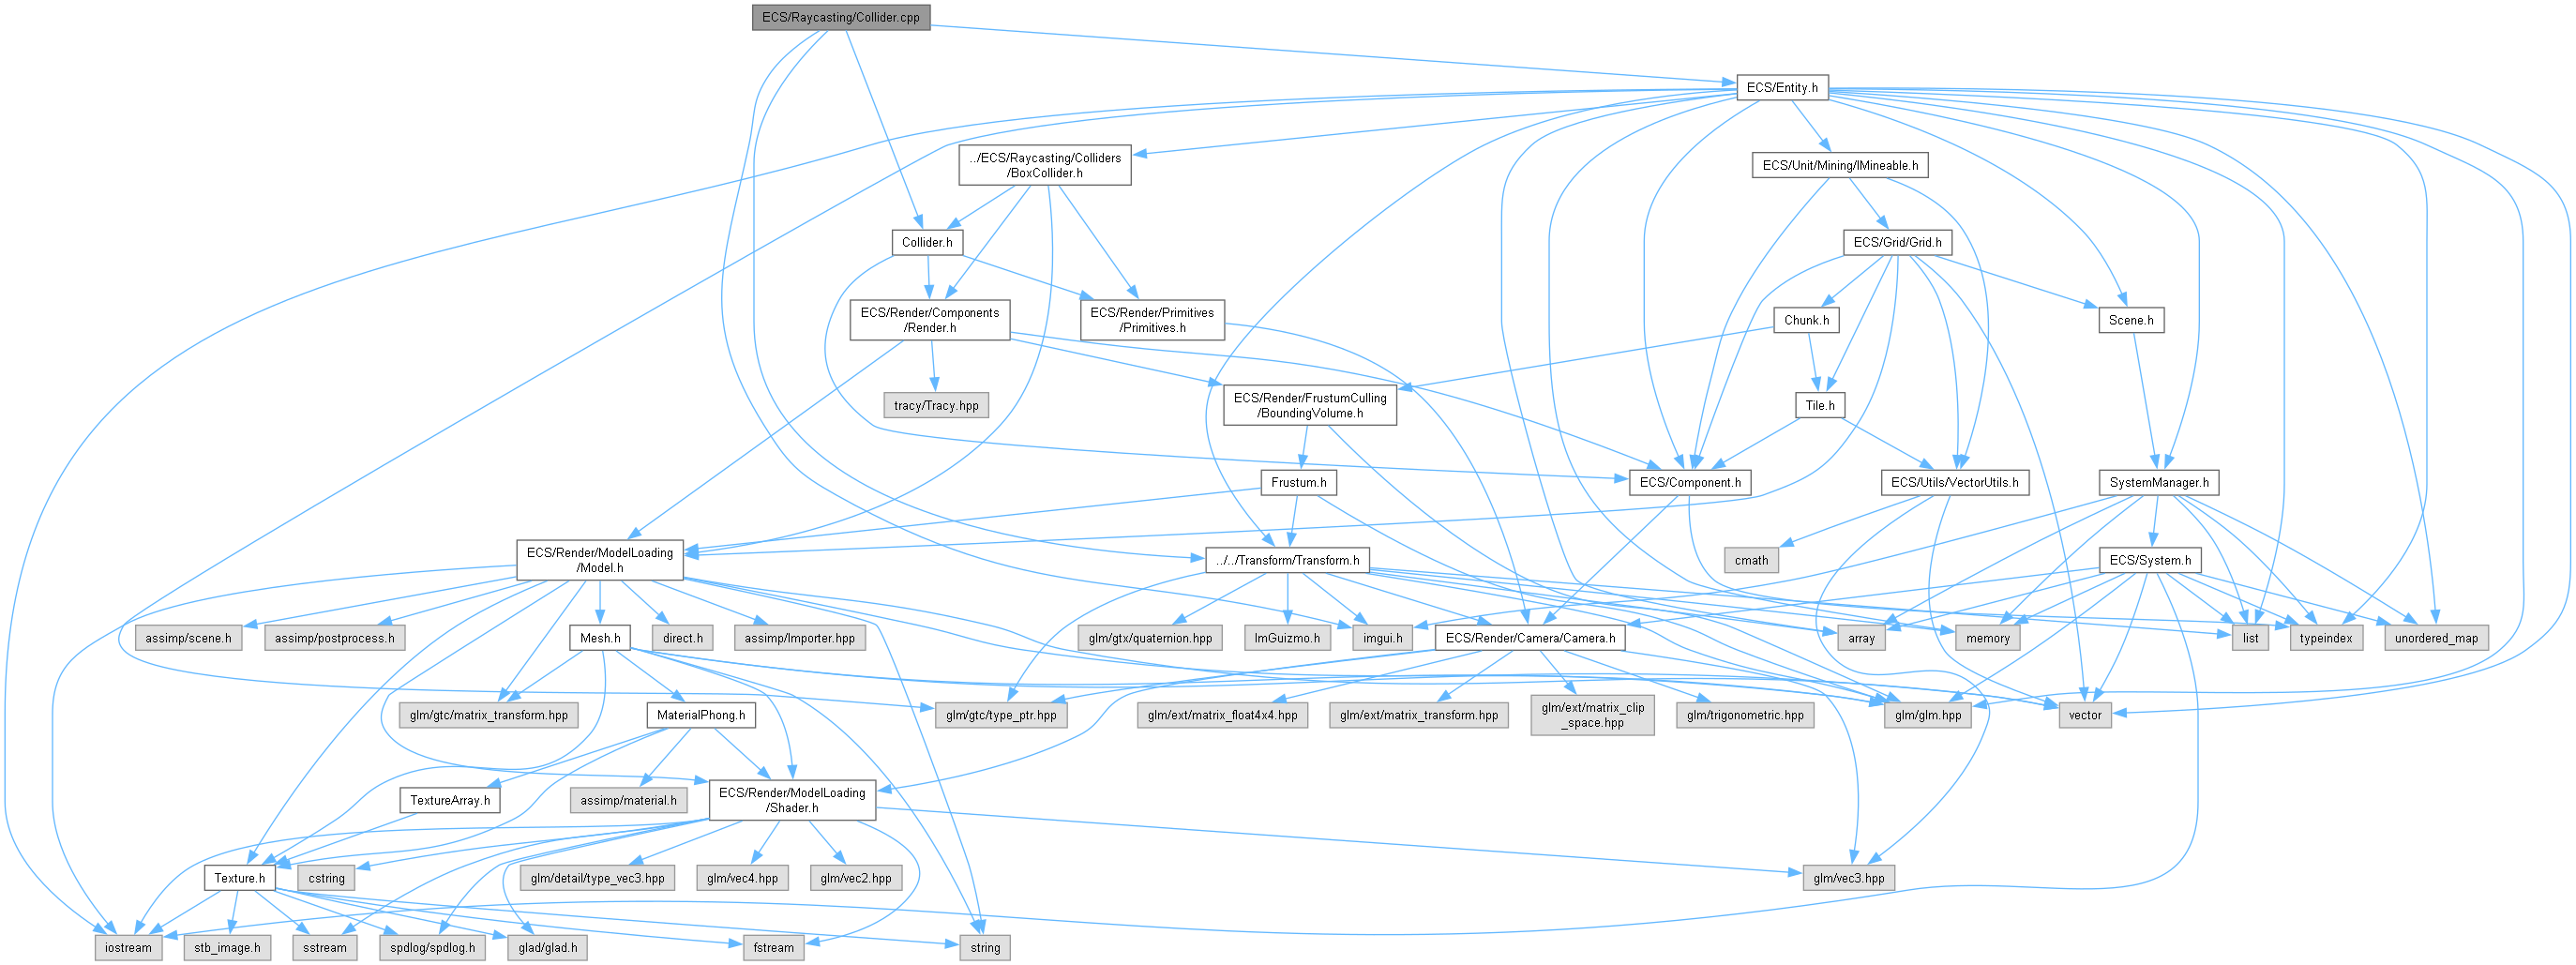 ECS/Raycasting/Collider.cpp
ECS/Entity.h
../ECS/Raycasting/Colliders
/BoxCollider.h
ECS/Unit/Mining/IMineable.h
Collider.h
ECS/Grid/Grid.h
ECS/Render/Components
/Render.h
ECS/Render/Primitives
/Primitives.h
Chunk.h
Scene.h
tracy/Tracy.hpp
ECS/Render/FrustumCulling
/BoundingVolume.h
Tile.h
Frustum.h
ECS/Component.h
ECS/Utils/VectorUtils.h
SystemManager.h
ECS/Render/ModelLoading
/Model.h
../../Transform/Transform.h
cmath
ECS/System.h
assimp/scene.h
assimp/postprocess.h
Mesh.h
direct.h
assimp/Importer.hpp
glm/gtx/quaternion.hpp
ImGuizmo.h
imgui.h
ECS/Render/Camera/Camera.h
array
memory
list
typeindex
unordered_map
glm/gtc/matrix_transform.hpp
MaterialPhong.h
glm/gtc/type_ptr.hpp
glm/ext/matrix_float4x4.hpp
glm/ext/matrix_transform.hpp
glm/ext/matrix_clip
_space.hpp
glm/trigonometric.hpp
glm/glm.hpp
vector
TextureArray.h
assimp/material.h
ECS/Render/ModelLoading
/Shader.h
Texture.h
cstring
glm/detail/type_vec3.hpp
glm/vec4.hpp
glm/vec2.hpp
glm/vec3.hpp
iostream
stb_image.h
sstream
spdlog/spdlog.h
glad/glad.h
fstream
string